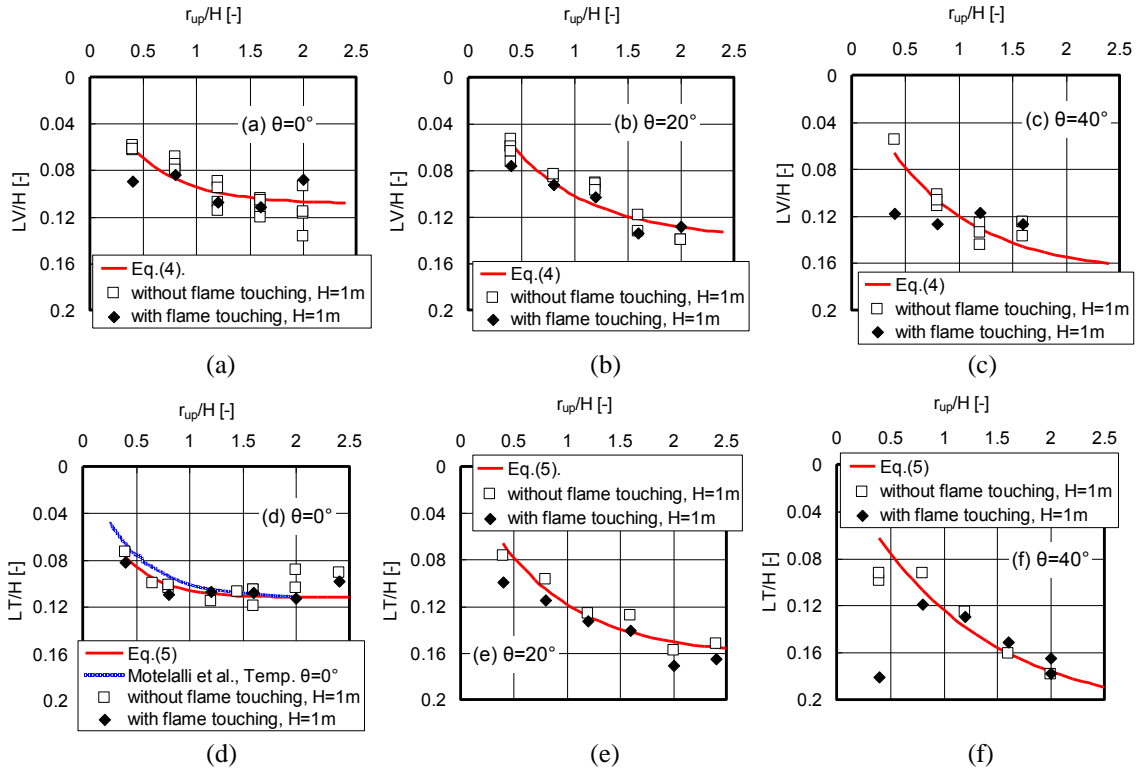 r_up/H [-]
0 0.5 1 1.5 2 2.5
0
0.04
0.08
0.12
0.16
0.2
LV/H [-]
(a) θ=0°
Eq.(4).
without flame touching, H=1m
with flame touching, H=1m
(a)
r_up/H [-]
0 0.5 1 1.5 2 2.5
0
0.04
0.08
0.12
0.16
0.2
LV/H [-]
(b) θ=20°
Eq.(4)
without flame touching, H=1m
with flame touching, H=1m
(b)
r_up/H [-]
0 0.5 1 1.5 2 2.5
0
0.04
0.08
0.12
0.16
0.2
LV/H [-]
(c) θ=40°
Eq.(4)
without flame touching, H=1m
with flame touching, H=1m
(c)
r_up/H [-]
0 0.5 1 1.5 2 2.5
0
0.04
0.08
0.12
0.16
0.2
LT/H [-]
(d) θ=0°
Eq.(5)
Motelalli et al., Temp. θ=0°
without flame touching, H=1m
with flame touching, H=1m
(d)
r_up/H [-]
0 0.5 1 1.5 2 2.5
Eq.(5).
without flame touching, H=1m
with flame touching, H=1m
0
0.04
0.08
0.12
0.16
0.2
LT/H [-]
(e) θ=20°
(e)
r_up/H [-]
0 0.5 1 1.5 2 2.5
Eq.(5)
without flame touching, H=1m
with flame touching, H=1m
0
0.04
0.08
0.12
0.16
0.2
LT/H [-]
(f) θ=40°
(f)